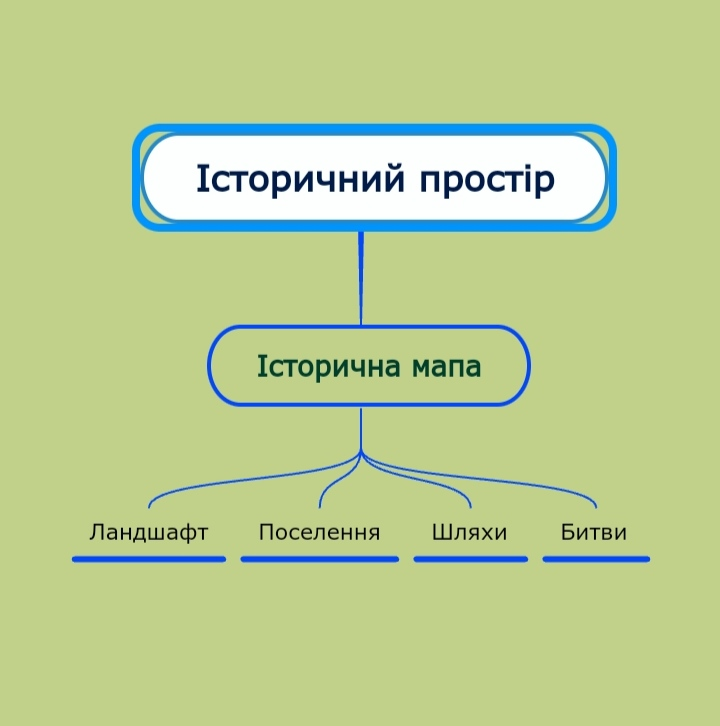 Історичний простір
Історична мапа
Ландшафт Поселення Шляхи Битви